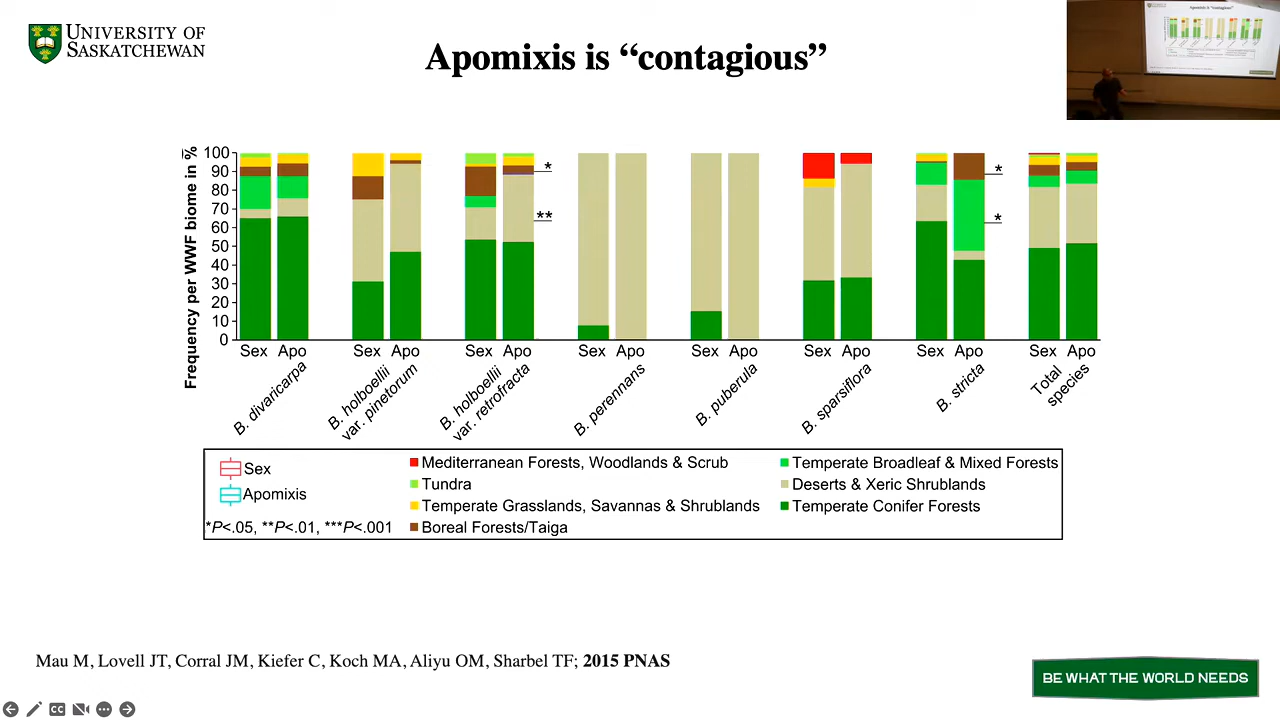 UNIVERSITY OF
SASKATCHEWAN
Apomixis is “contagious”
Frequency per WWF biome in %
100
90
80
70
60
50
40
30
20
10
0
*
**
*
*
Sex Apo Sex Apo Sex Apo Sex Apo Sex Apo Sex Apo Sex Apo Sex Apo
B. divaricarpa
B. holboellii
var. pinetorum
B. holboellii
var. retrofracta
B. perennans
B. puberula
B. sparsiflora
B. stricta
Total
species
Sex
Apomixis
*P<.05, **P<.01, ***P<.001
Mediterranean Forests, Woodlands & Scrub
Tundra
Temperate Grasslands, Savannas & Shrublands
Boreal Forests/Taiga
Temperate Broadleaf & Mixed Forests
Deserts & Xeric Shrublands
Temperate Conifer Forests
Mau M, Lovell JT, Corral JM, Kiefer C, Koch MA, Aliyu OM, Sharbel TF; 2015 PNAS
BE WHAT THE WORLD NEEDS
CC
Apomixis is “contagious”